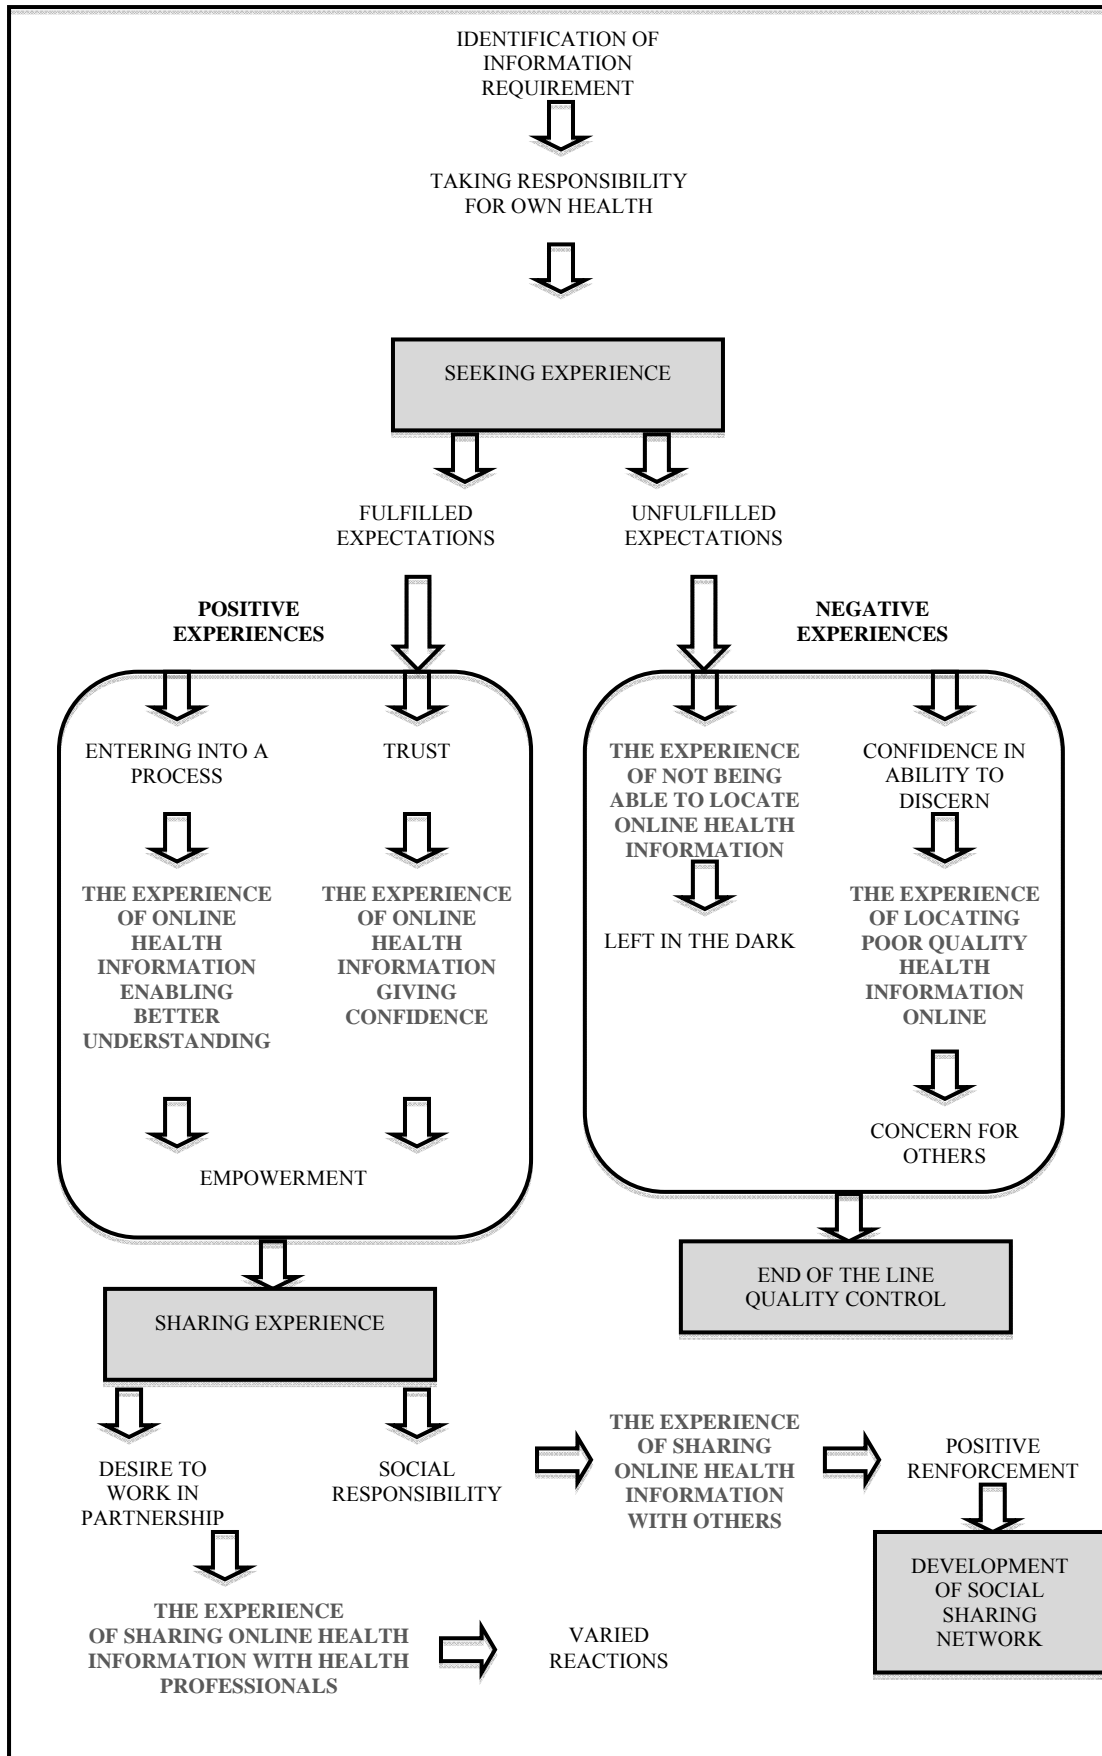 IDENTIFICATION OF
INFORMATION
REQUIREMENT
TAKING RESPONSIBILITY
FOR OWN HEALTH
SEEKING EXPERIENCE
FULFILLED
EXPECTATIONS
UNFULFILLED
EXPECTATIONS
POSITIVE
EXPERIENCES
NEGATIVE
EXPERIENCES
ENTERING INTO A
PROCESS
TRUST
THE EXPERIENCE
OF NOT BEING
ABLE TO LOCATE
ONLINE HEALTH
INFORMATION
CONFIDENCE IN
ABILITY TO
DISCERN
THE EXPERIENCE
OF ONLINE
HEALTH
INFORMATION
ENABLING
BETTER
UNDERSTANDING
THE EXPERIENCE
OF ONLINE
HEALTH
INFORMATION
GIVING
CONFIDENCE
LEFT IN THE DARK
THE EXPERIENCE
OF LOCATING
POOR QUALITY
HEALTH
INFORMATION
ONLINE
EMPOWERMENT
CONCERN FOR
OTHERS
END OF THE LINE
QUALITY CONTROL
SHARING EXPERIENCE
DESIRE TO
WORK IN
PARTNERSHIP
SOCIAL
RESPONSIBILITY
THE EXPERIENCE
OF SHARING
ONLINE HEALTH
INFORMATION
WITH OTHERS
POSITIVE
RENFORCEMENT
DEVELOPMENT
OF SOCIAL
SHARING
NETWORK
THE EXPERIENCE
OF SHARING ONLINE HEALTH
INFORMATION WITH HEALTH
PROFESSIONALS
VARIED
REACTIONS